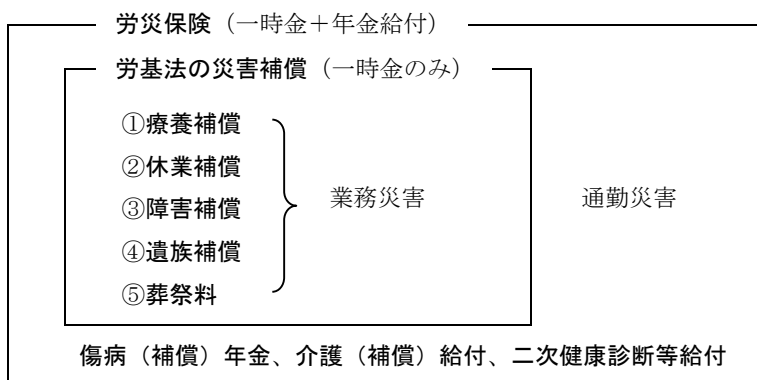 労災保険（一時金＋年金給付）
労基法の災害補償（一時金のみ）
①療養補償
②休業補償
③障害補償
④遺族補償
⑤葬祭料
業務災害
通勤災害
傷病（補償）年金、介護（補償）給付、二次健康診断等給付